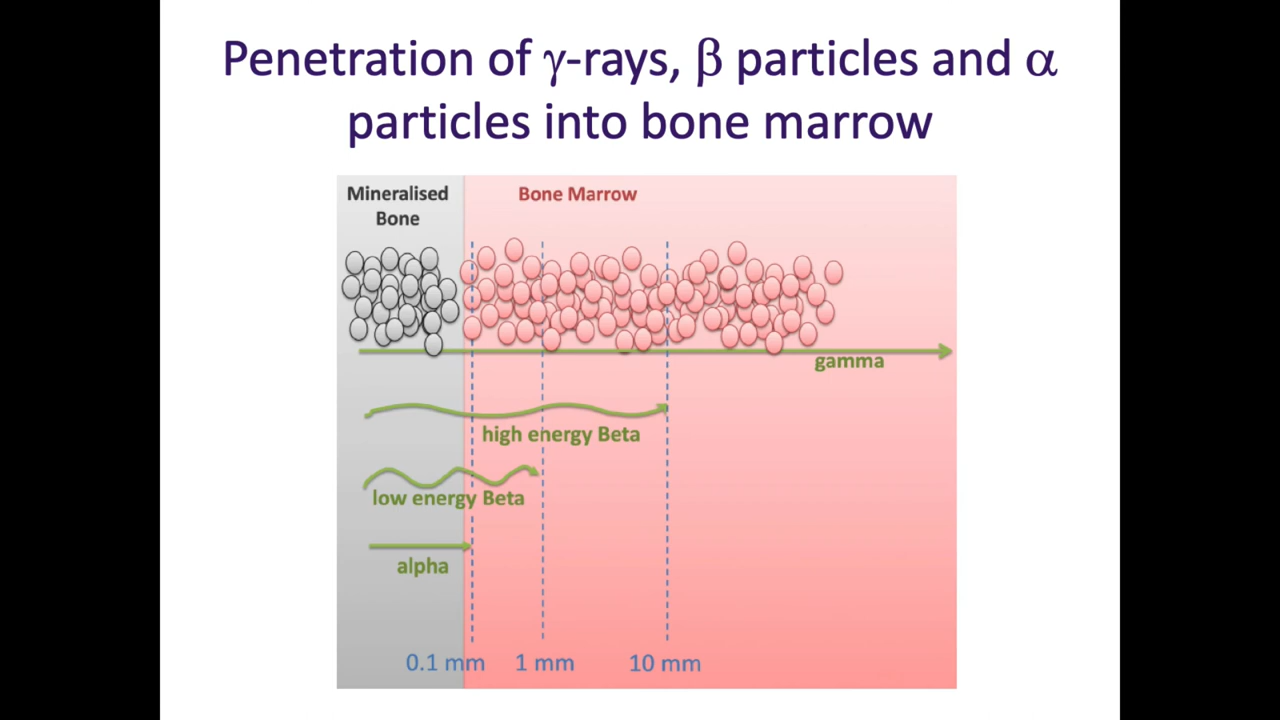 Penetration of γ-rays, β particles and α
particles into bone marrow
Mineralised
Bone
Bone Marrow
gamma
high energy Beta
low energy Beta
alpha
0.1 mm
1 mm
10 mm